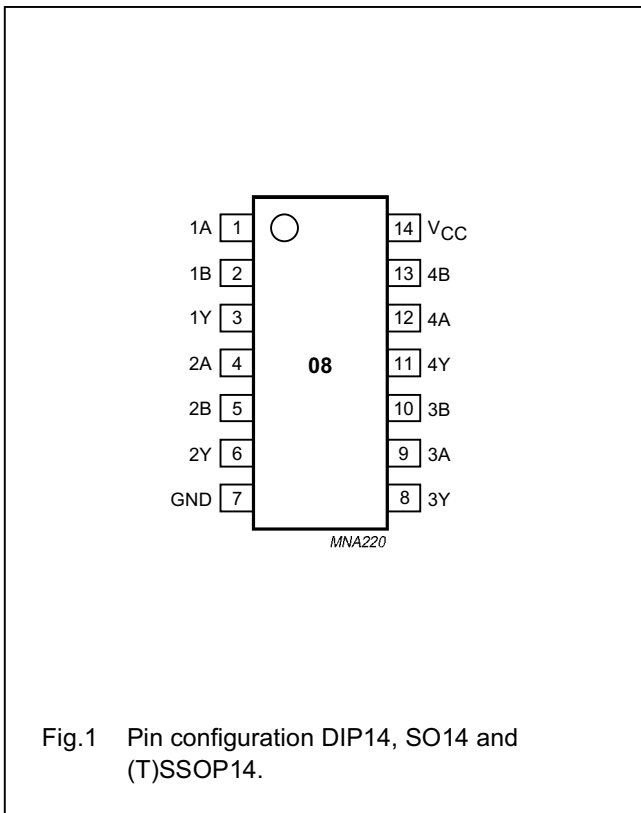 1A 1 14 VCC
1B 2 13 4B
1Y 3 12 4A
2A 4 08 11 4Y
2B 5 10 3B
2Y 6 9 3A
GND 7 8 3Y
MNA220
Fig.1 Pin configuration DIP14, SO14 and
(T)SSOP14.